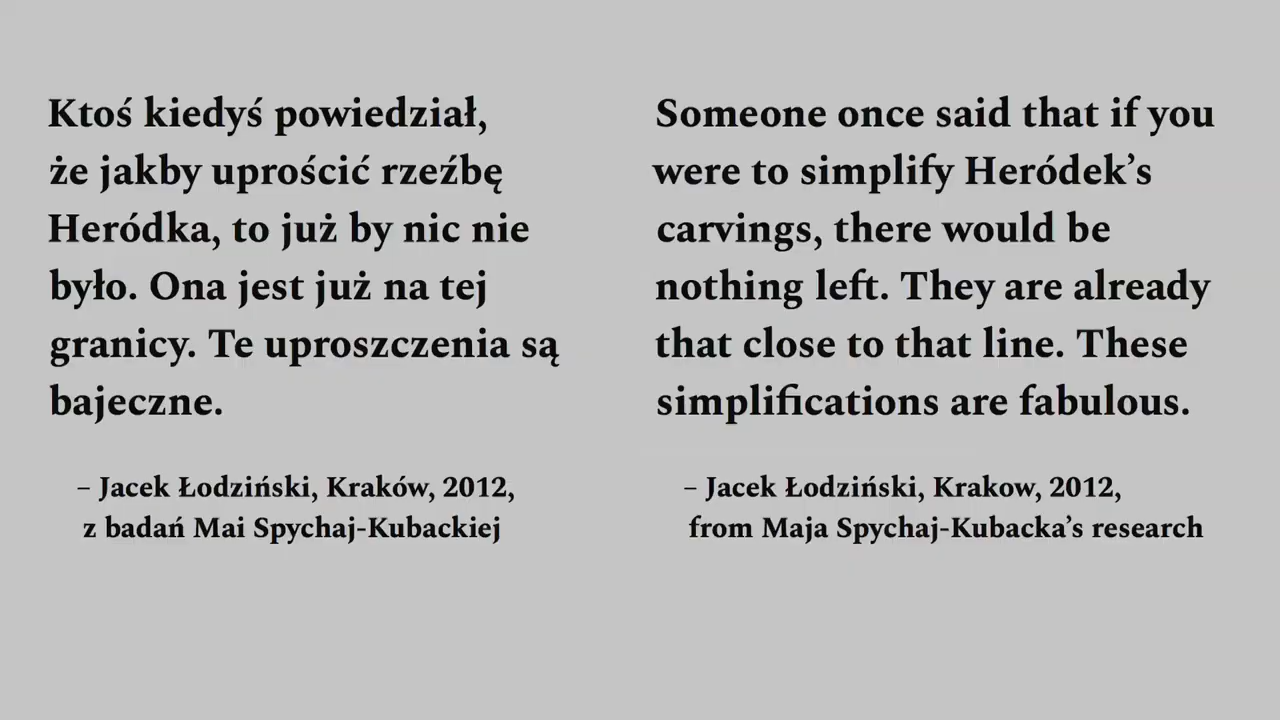 Ktoś kiedyś powiedział,
że jakby uprościć rzeźbę
Heródka, to już by nic nie
było. Ona jest już na tej
granicy. Te uproszczenia są
bajeczne.
– Jacek Łodziński, Kraków, 2012,
z badań Mai Spychaj-Kubackiej
Someone once said that if you
were to simplify Heródek’s
carvings, there would be
nothing left. They are already
that close to that line. These
simplifications are fabulous.
– Jacek Łodziński, Krakow, 2012,
from Maja Spychaj-Kubacka’s research